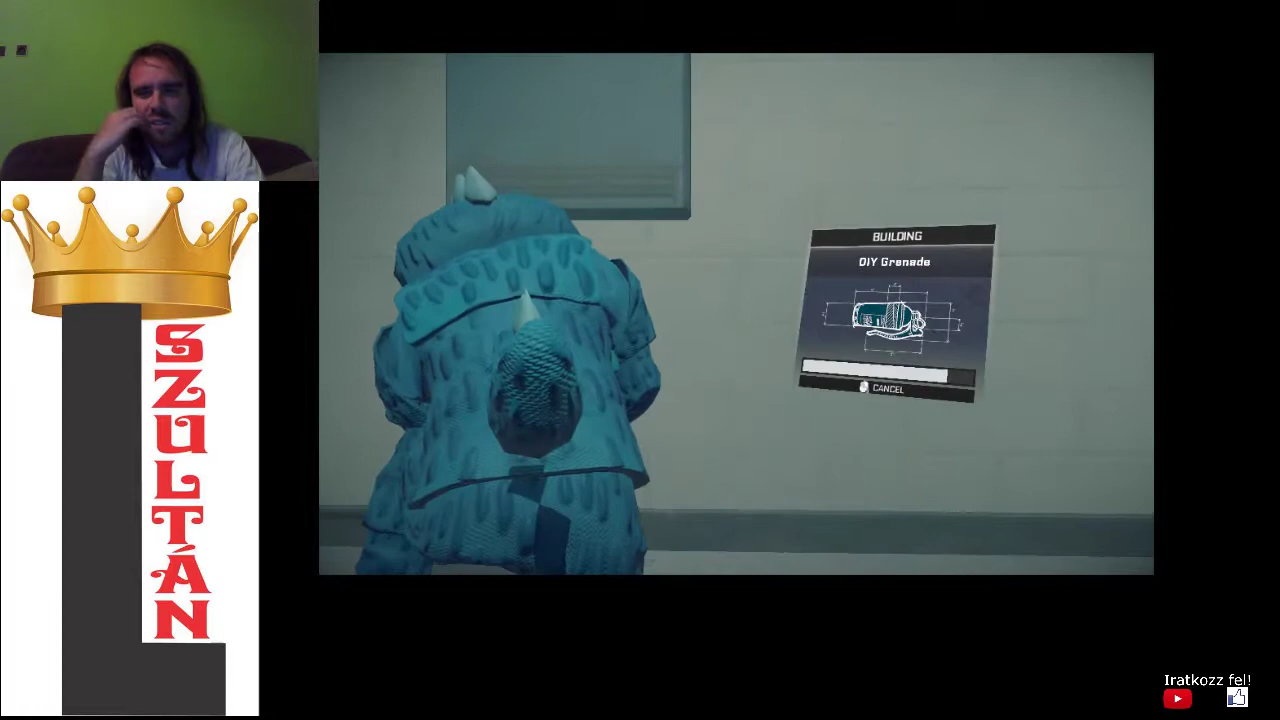 BUILDING
DIY Grenade
CANCEL
L
SZULTÁN
Iratkozz fel!